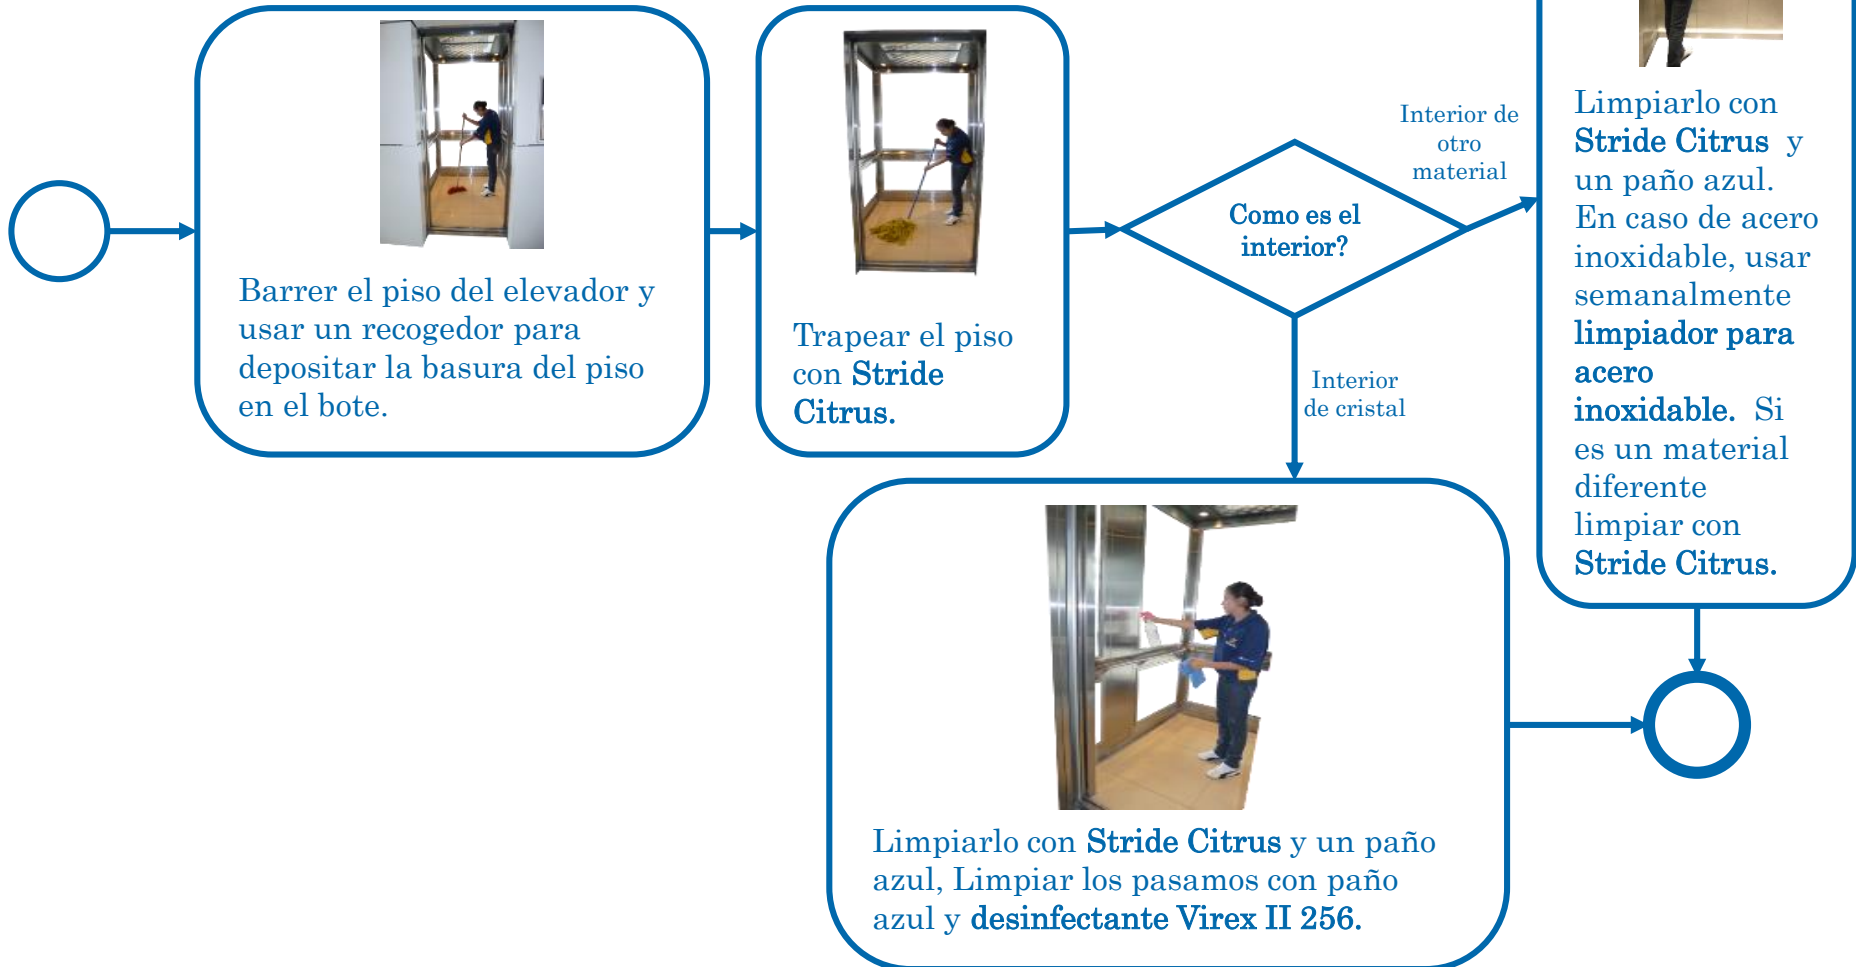 Barrer el piso del elevador y
usar un recogedor para
depositar la basura del piso
en el bote.
Trapear el piso
con Stride
Citrus.
Como es el
interior?
Interior de
otro
material
Interior
de cristal
Limpiarlo con
Stride Citrus y
un paño azul.
En caso de acero
inoxidable, usar
semanalmente
limpiador para
acero
inoxidable. Si
es un material
diferente
limpiar con
Stride Citrus.
Limpiarlo con Stride Citrus y un paño
azul, Limpiar los pasamos con paño
azul y desinfectante Virex II 256.